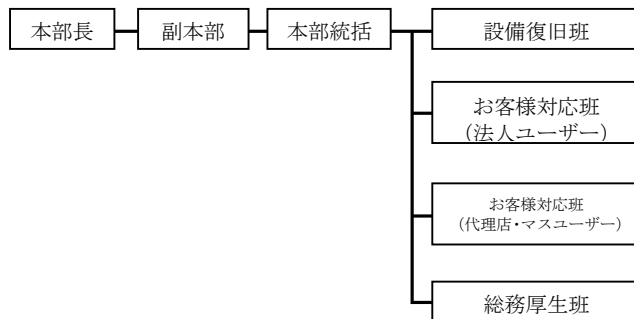 本部長
副本部
本部統括
設備復旧班
お客様対応班
（法人ユーザー）
お客様対応班
（代理店・マスユーザー）
総務厚生班